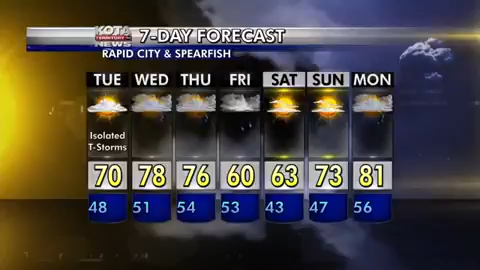 KOTA
TERRITORY
NEWS
7-DAY FORECAST
RAPID CITY & SPEARFISH
TUE WED THU FRI SAT SUN MON
Isolated
T-Storms
70 78 76 60 63 73 81
48 51 54 53 43 47 56